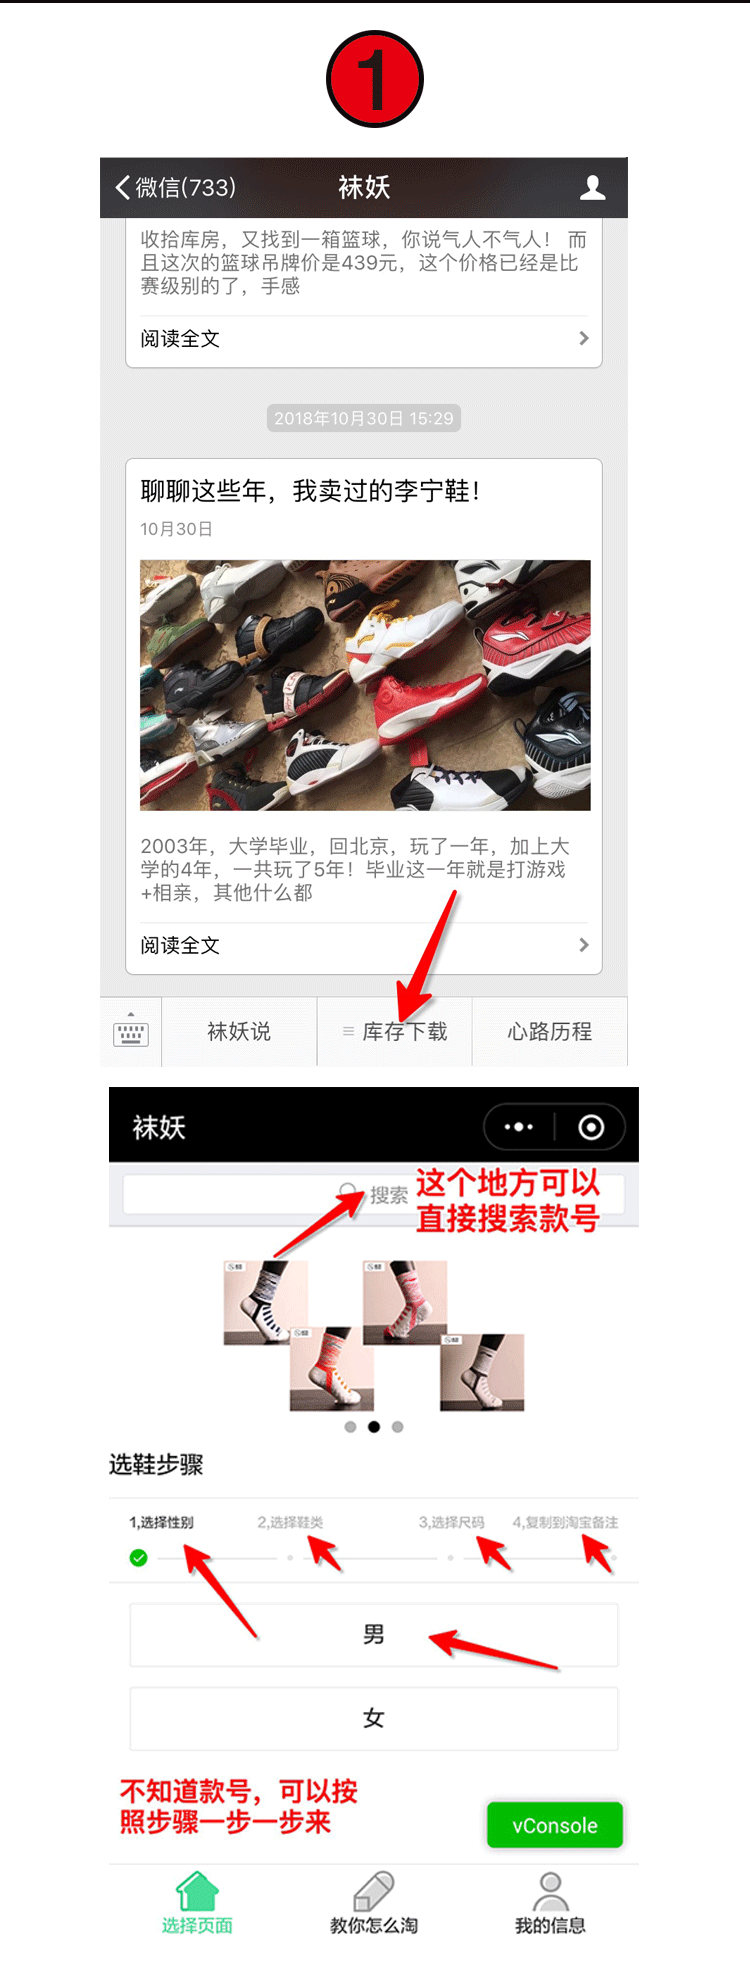 1
微信(733)
袜妖
收拾库房，又找到一箱篮球，你说气人不气人！ 而
且这次的篮球吊牌价是439元，这个价格已经是比
赛级别的了，手感
阅读全文
2018年10月30日 15:29
聊聊这些年，我卖过的李宁鞋！
10月30日
2003年，大学毕业，回北京，玩了一年，加上大
学的4年，一共玩了5年！毕业这一年就是打游戏
+相亲，其他什么都
阅读全文
袜妖说
库存下载
心路历程
袜妖
搜索
这个地方可以
直接搜索款号
选鞋步骤
1,选择性别
2,选择鞋类
3,选择尺码
4,复制到淘宝备注
男
女
不知道款号，可以按
照步骤一步一步来
vConsole
选择页面
教你怎么淘
我的信息